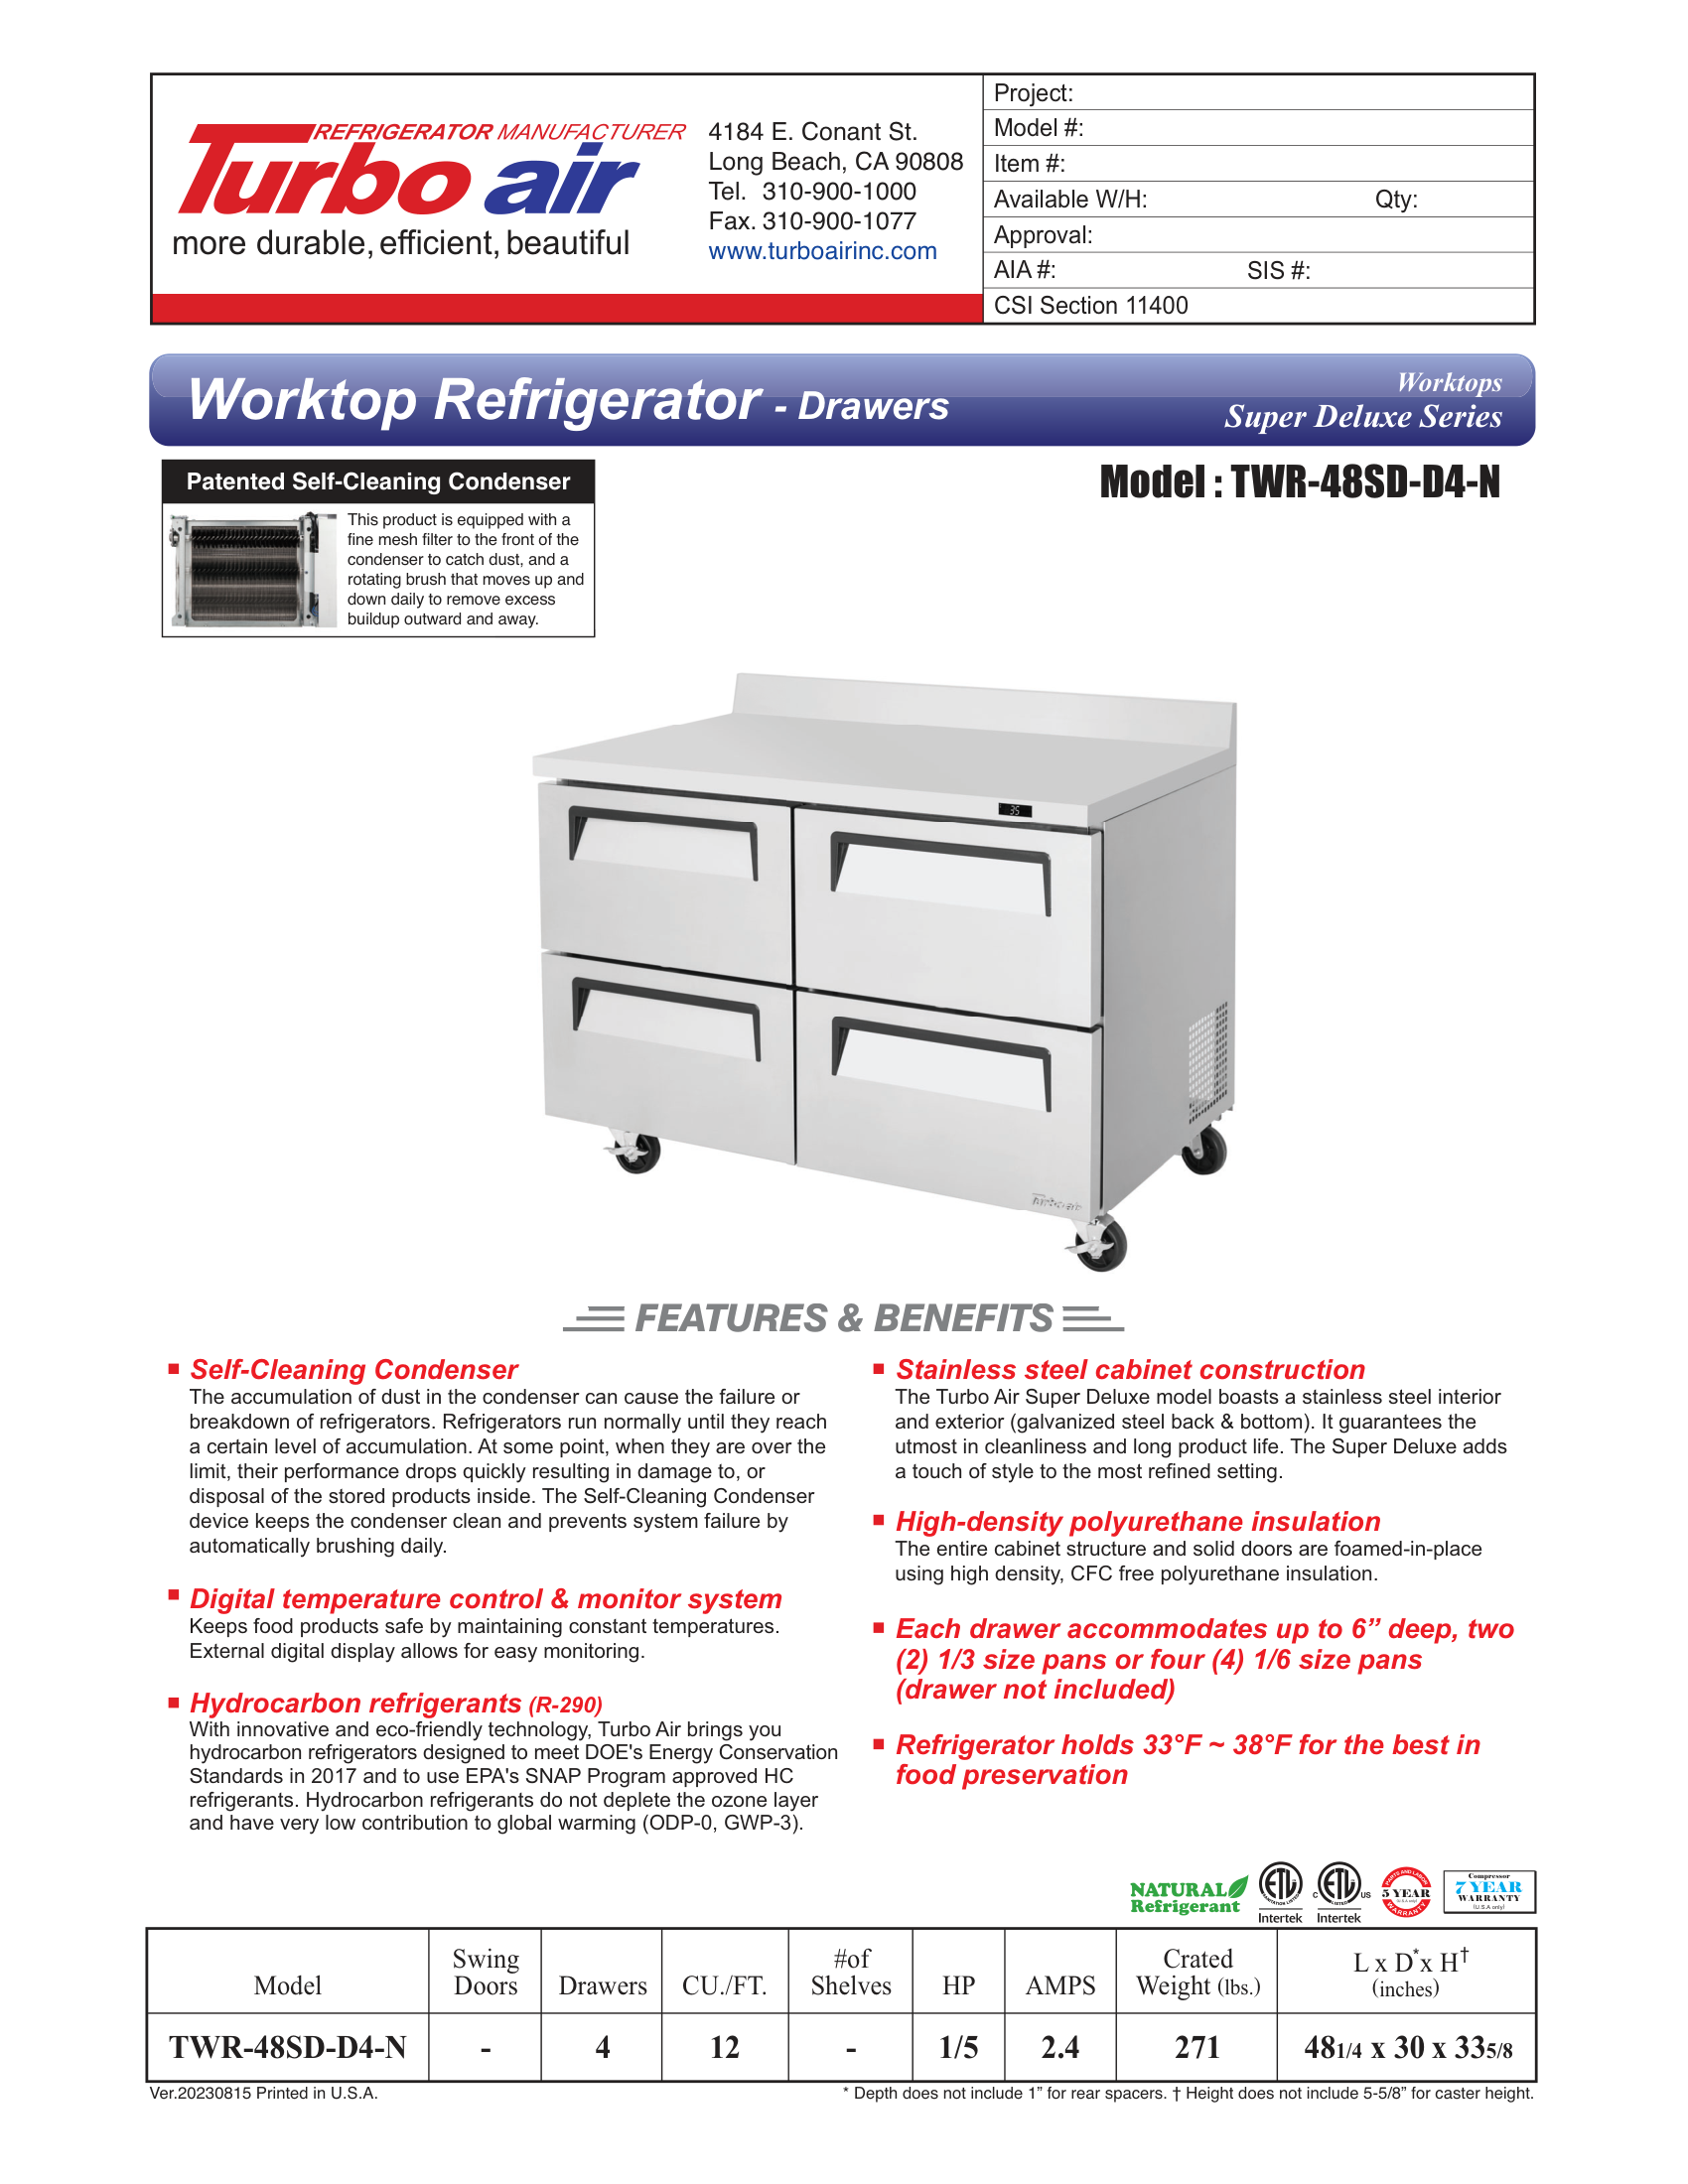 REFRIGERATOR MANUFACTURER
Turbo air
more durable, efficient, beautiful
4184 E. Conant St.
Long Beach, CA 90808
Tel. 310-900-1000
Fax. 310-900-1077
www.turboairinc.com
Project:
Model #:
Item #:
Available W/H: Qty:
Approval:
AIA #: SIS #:
CSI Section 11400
Worktop Refrigerator - Drawers
Worktops
Super Deluxe Series
Patented Self-Cleaning Condenser
This product is equipped with a
fine mesh filter to the front of the
condenser to catch dust, and a
rotating brush that moves up and
down daily to remove excess
buildup outward and away.
Model : TWR-48SD-D4-N
35
Turbo air
FEATURES & BENEFITS
■ Self-Cleaning Condenser
The accumulation of dust in the condenser can cause the failure or
breakdown of refrigerators. Refrigerators run normally until they reach
a certain level of accumulation. At some point, when they are over the
limit, their performance drops quickly resulting in damage to, or
disposal of the stored products inside. The Self-Cleaning Condenser
device keeps the condenser clean and prevents system failure by
automatically brushing daily.
■ Digital temperature control & monitor system
Keeps food products safe by maintaining constant temperatures.
External digital display allows for easy monitoring.
■ Hydrocarbon refrigerants (R-290)
With innovative and eco-friendly technology, Turbo Air brings you
hydrocarbon refrigerators designed to meet DOE's Energy Conservation
Standards in 2017 and to use EPA's SNAP Program approved HC
refrigerants. Hydrocarbon refrigerants do not deplete the ozone layer
and have very low contribution to global warming (ODP-0, GWP-3).
■ Stainless steel cabinet construction
The Turbo Air Super Deluxe model boasts a stainless steel interior
and exterior (galvanized steel back & bottom). It guarantees the
utmost in cleanliness and long product life. The Super Deluxe adds
a touch of style to the most refined setting.
■ High-density polyurethane insulation
The entire cabinet structure and solid doors are foamed-in-place
using high density, CFC free polyurethane insulation.
■ Each drawer accommodates up to 6” deep, two
(2) 1/3 size pans or four (4) 1/6 size pans
(drawer not included)
■ Refrigerator holds 33°F ~ 38°F for the best in
food preservation
NATURAL
Refrigerant
ETL
SANITATION LISTED
Intertek
C ETL US
LISTED
Intertek
PARTS AND LABOR
5 YEAR
(U.S.A only)
WARRANTY
Compressor
7 YEAR
WARRANTY
(U.S.A only)
Model Swing Doors Drawers CU./FT. #of Shelves HP AMPS Crated Weight (lbs.) L x D* x H† (inches)
TWR-48SD-D4-N - 4 12 - 1/5 2.4 271 481/4 x 30 x 335/8
Ver.20230815 Printed in U.S.A.
* Depth does not include 1” for rear spacers. † Height does not include 5-5/8” for caster height.